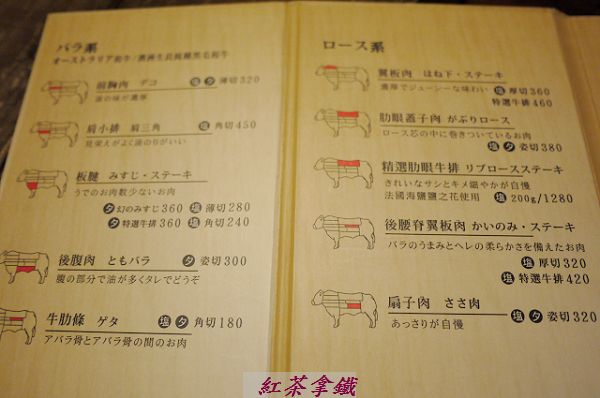 バラ系
オーストラリア和牛/澳洲生長純種黑毛和牛
前胸肉 デコ 塩 タ 薄切320
油の味が濃厚
肩小排 肩三角 塩 角切450
見栄えがよく油のりがいい
板腱 みすじ・ステーキ
うでのお肉数少ないお肉
タ 幻のみすじ360 塩 薄切280
タ 特選牛排360 塩 角切240
後腹肉 ともバラ タ 姿切300
腹の部分で油が多くタレでどうぞ
牛肋條 ゲタ 塩 タ 角切180
アバラ骨とアバラ骨の間のお肉
ロース系
翼板肉 はね下・ステーキ
濃厚でジューシーな味わい 塩 厚切360
特選牛排460
肋眼蓋子肉 がぶりロース
ロース芯の中に巻きついているお肉
塩 タ 姿切380
精選肋眼牛排 リブロースステーキ
きれいなサシとキメ細やかが自慢
法國海鹽鹽之花使用 塩 200g/1280
後腰脊翼板肉 かいのみ・ステーキ
バラのうまみとヘレの柔らかさを備えたお肉
塩 厚切320
塩 特選牛排420
扇子肉 ささ肉
あっさりが自慢 塩 タ 姿切320
紅茶拿鐵